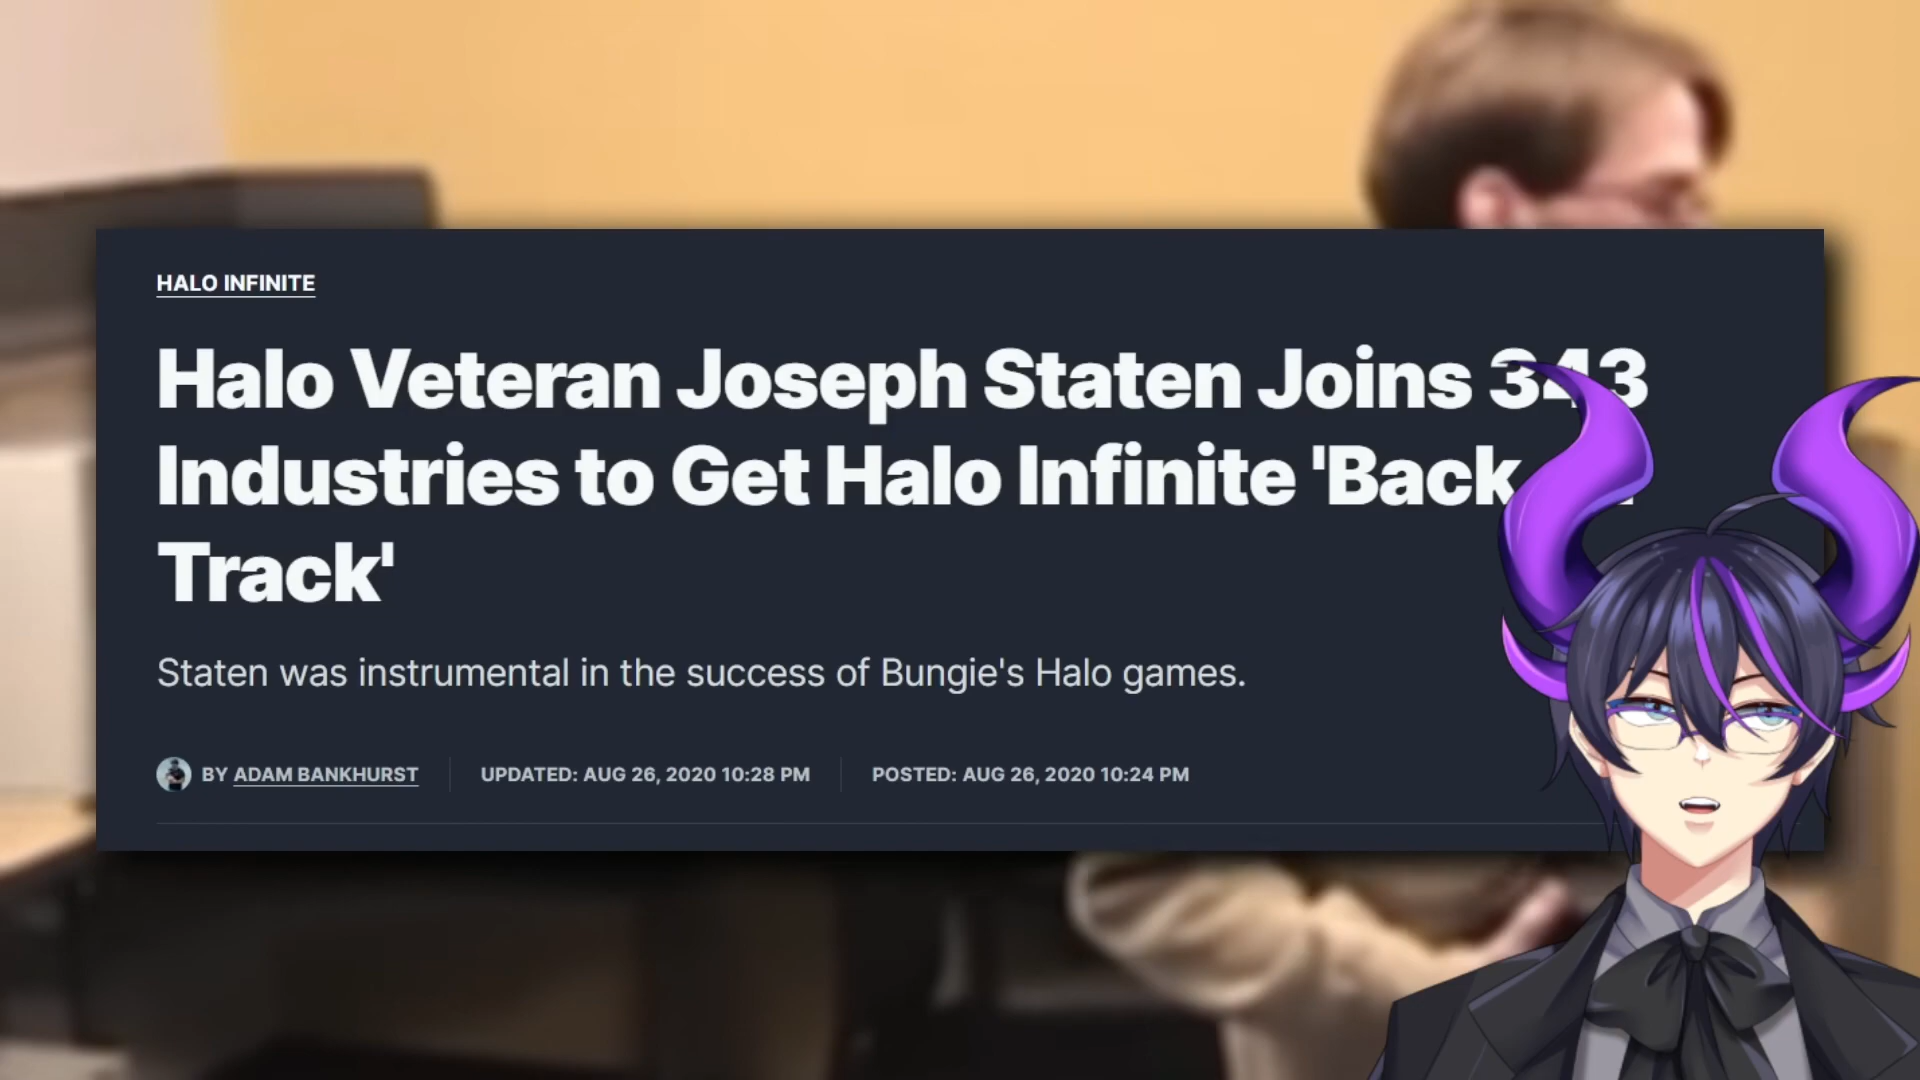 HALO INFINITE
Halo Veteran Joseph Staten Joins 343
Industries to Get Halo Infinite 'Back
Track'
Staten was instrumental in the success of Bungie's Halo games.
BY ADAM BANKHURST UPDATED: AUG 26, 2020 10:28 PM POSTED: AUG 26, 2020 10:24 PM